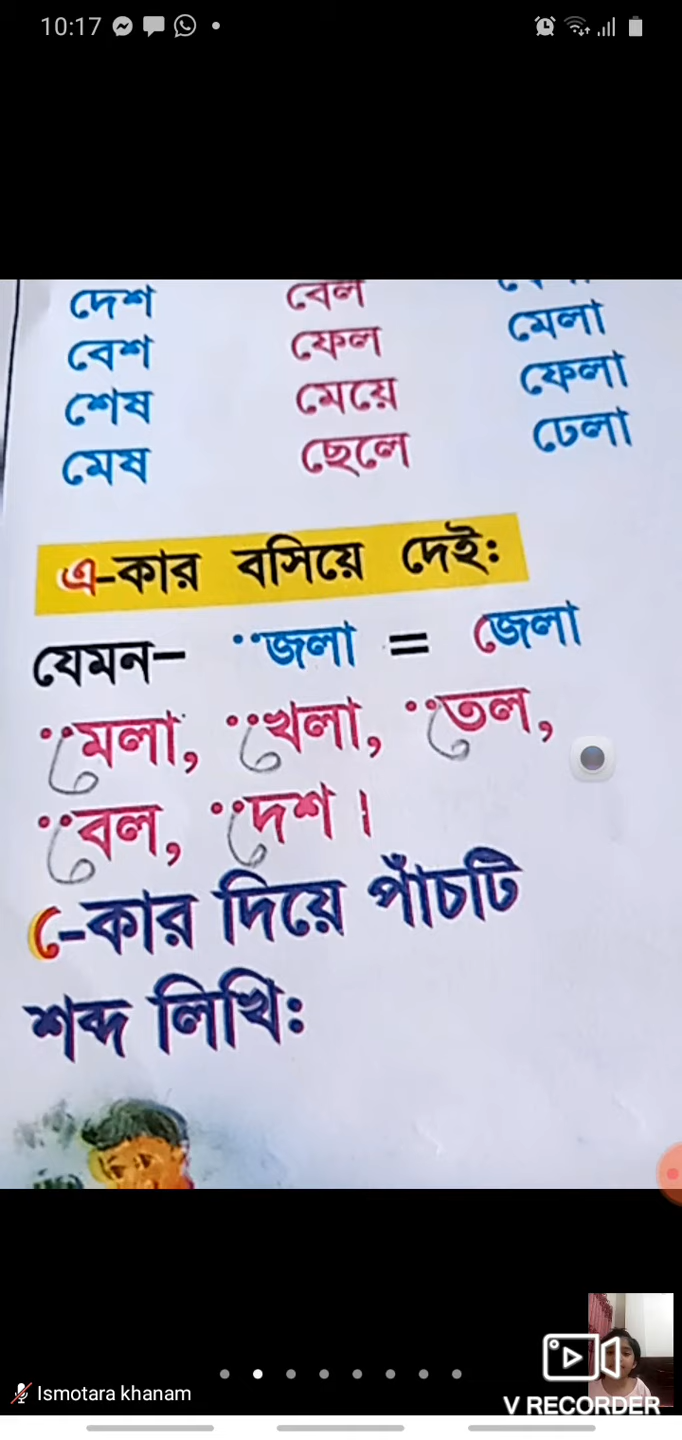 10:17
দেশ বেল
বেশ ফেল মেলা
শেষ মেয়ে ফেলা
মেষ ছেলে ঢেলা
এ-কার বসিয়ে দেই:
যেমন- ··জলা = জেলা
··মেলা, ··খেলা, ··তেল,
··বেল, ··দেশ।
ে-কার দিয়ে পাঁচটি
শব্দ লিখি:
Ismotara khanam
V RECORDER